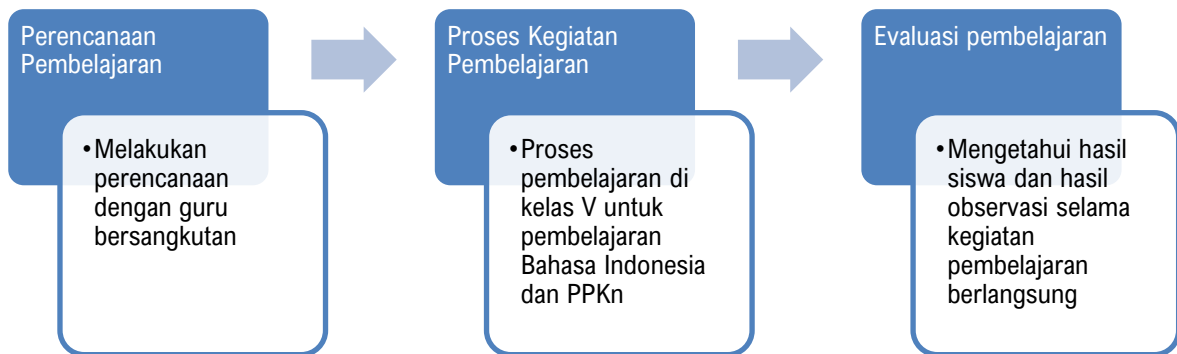 Perencanaan
Pembelajaran
•Melakukan
perencanaan
dengan guru
bersangkutan
Proses Kegiatan
Pembelajaran
•Proses
pembelajaran di
kelas V untuk
pembelajaran
Bahasa Indonesia
dan PPKn
Evaluasi pembelajaran
•Mengetahui hasil
siswa dan hasil
observasi selama
kegiatan
pembelajaran
berlangsung